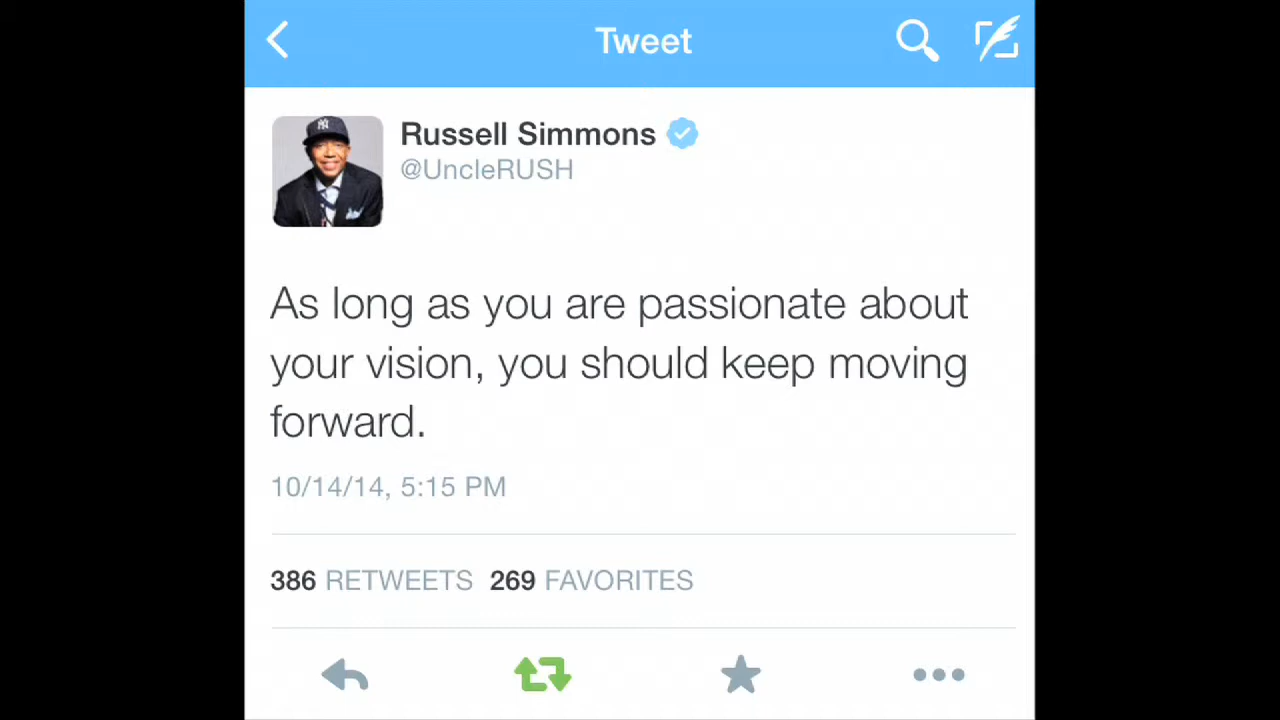 Tweet
Russell Simmons
@UncleRUSH
As long as you are passionate about
your vision, you should keep moving
forward.
10/14/14, 5:15 PM
386 RETWEETS 269 FAVORITES